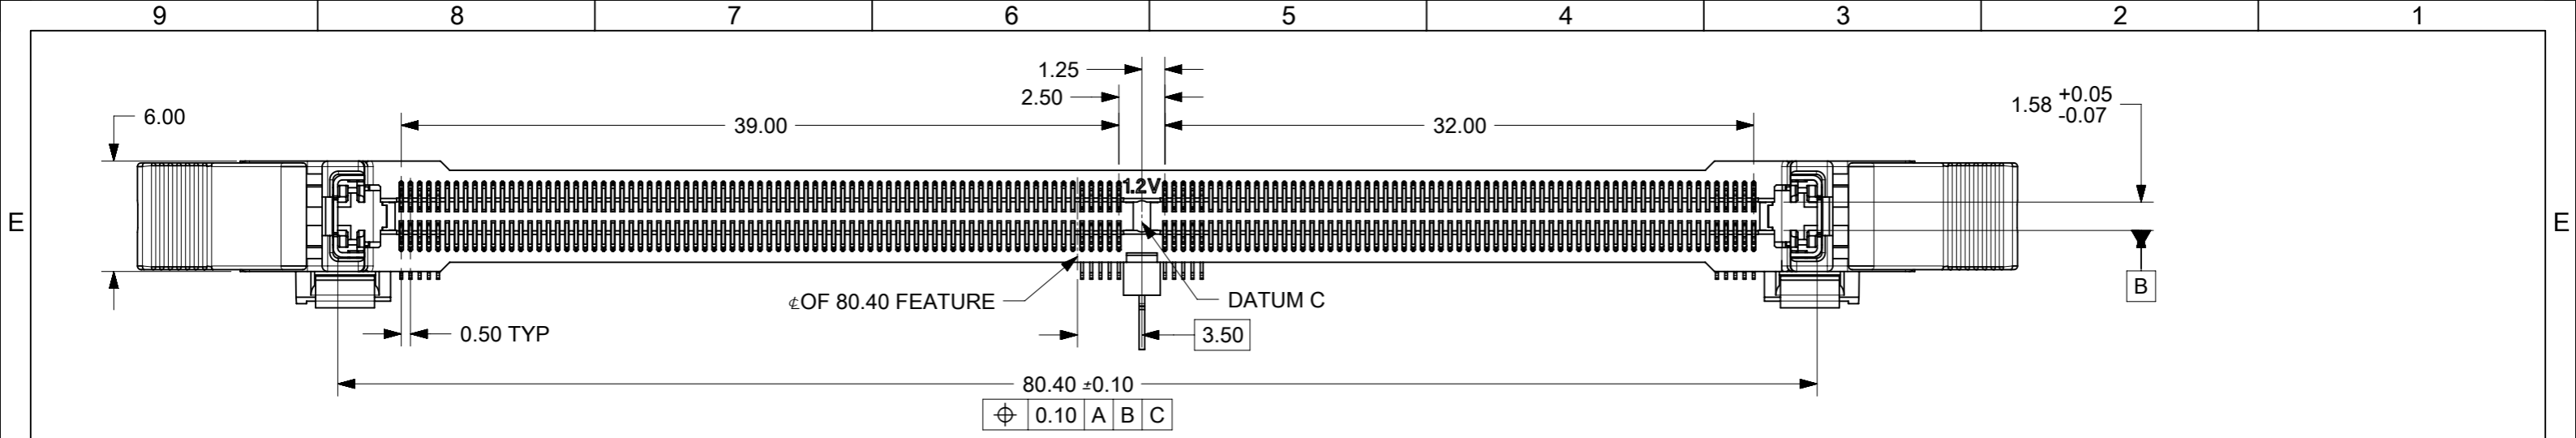 9 8 7 6 5 4 3 2 1
1.25
2.50
6.00
39.00
32.00
1.58 +0.05
-0.07
1.2V
E
E
B
℄OF 80.40 FEATURE
DATUM C
0.50 TYP
3.50
80.40 ±0.10
⌖ 0.10 A B C